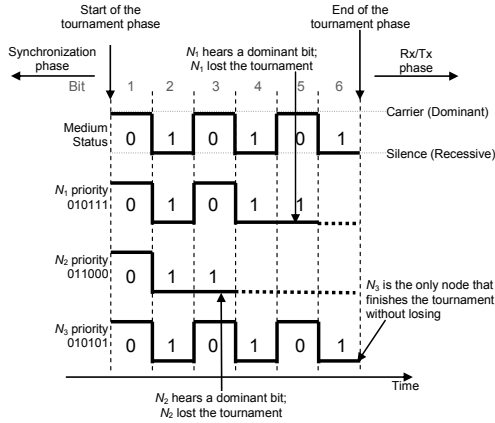 Start of the
tournament phase
End of the
tournament phase
N1 hears a dominant bit;
N1 lost the tournament
Synchronization
phase
Rx/Tx
phase
Bit 1 2 3 4 5 6
Carrier (Dominant)
Medium
Status
0 1 0 1 0 1
Silence (Recessive)
N1 priority
010111
0 1 0 1 1
N2 priority
011000
0 1 1
N3 is the only node that
finishes the tournament
without losing
N3 priority
010101
0 1 0 1 0 1
Time
N2 hears a dominant bit;
N2 lost the tournament